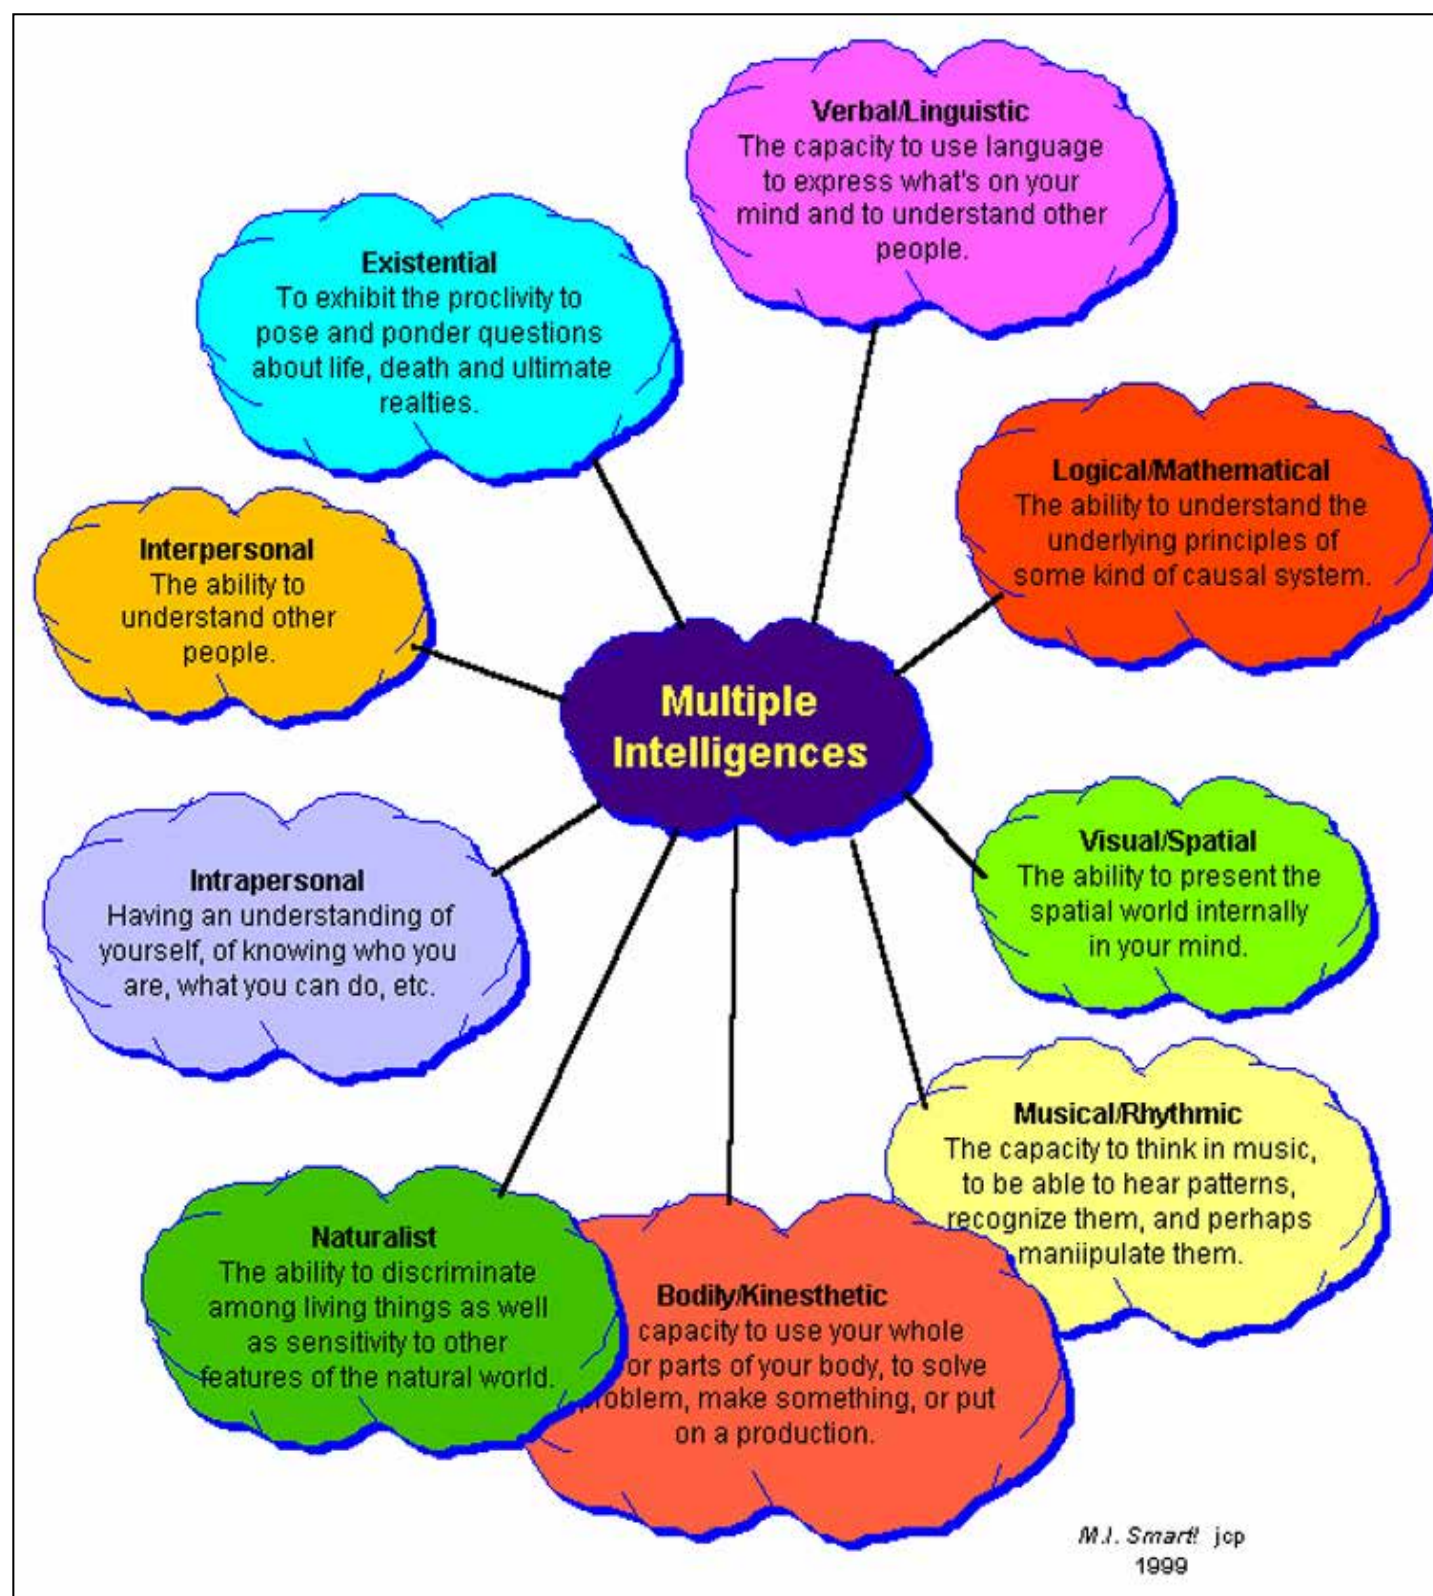 Verbal/Linguistic
The capacity to use language
to express what's on your
mind and to understand other
people.
Existential
To exhibit the proclivity to
pose and ponder questions
about life, death and ultimate
realties.
Logical/Mathematical
The ability to understand the
underlying principles of
some kind of causal system.
Interpersonal
The ability to
understand other
people.
Multiple
Intelligences
Visual/Spatial
The ability to present the
spatial world internally
in your mind.
Intrapersonal
Having an understanding of
yourself, of knowing who you
are, what you can do, etc.
Musical/Rhythmic
The capacity to think in music,
to be able to hear patterns,
recognize them, and perhaps
maniipulate them.
Naturalist
The ability to discriminate
among living things as well
as sensitivity to other
features of the natural world.
Bodily/Kinesthetic
capacity to use your whole
or parts of your body, to solve
problem, make something, or put
on a production.
M.I. Smart! jcp
1999